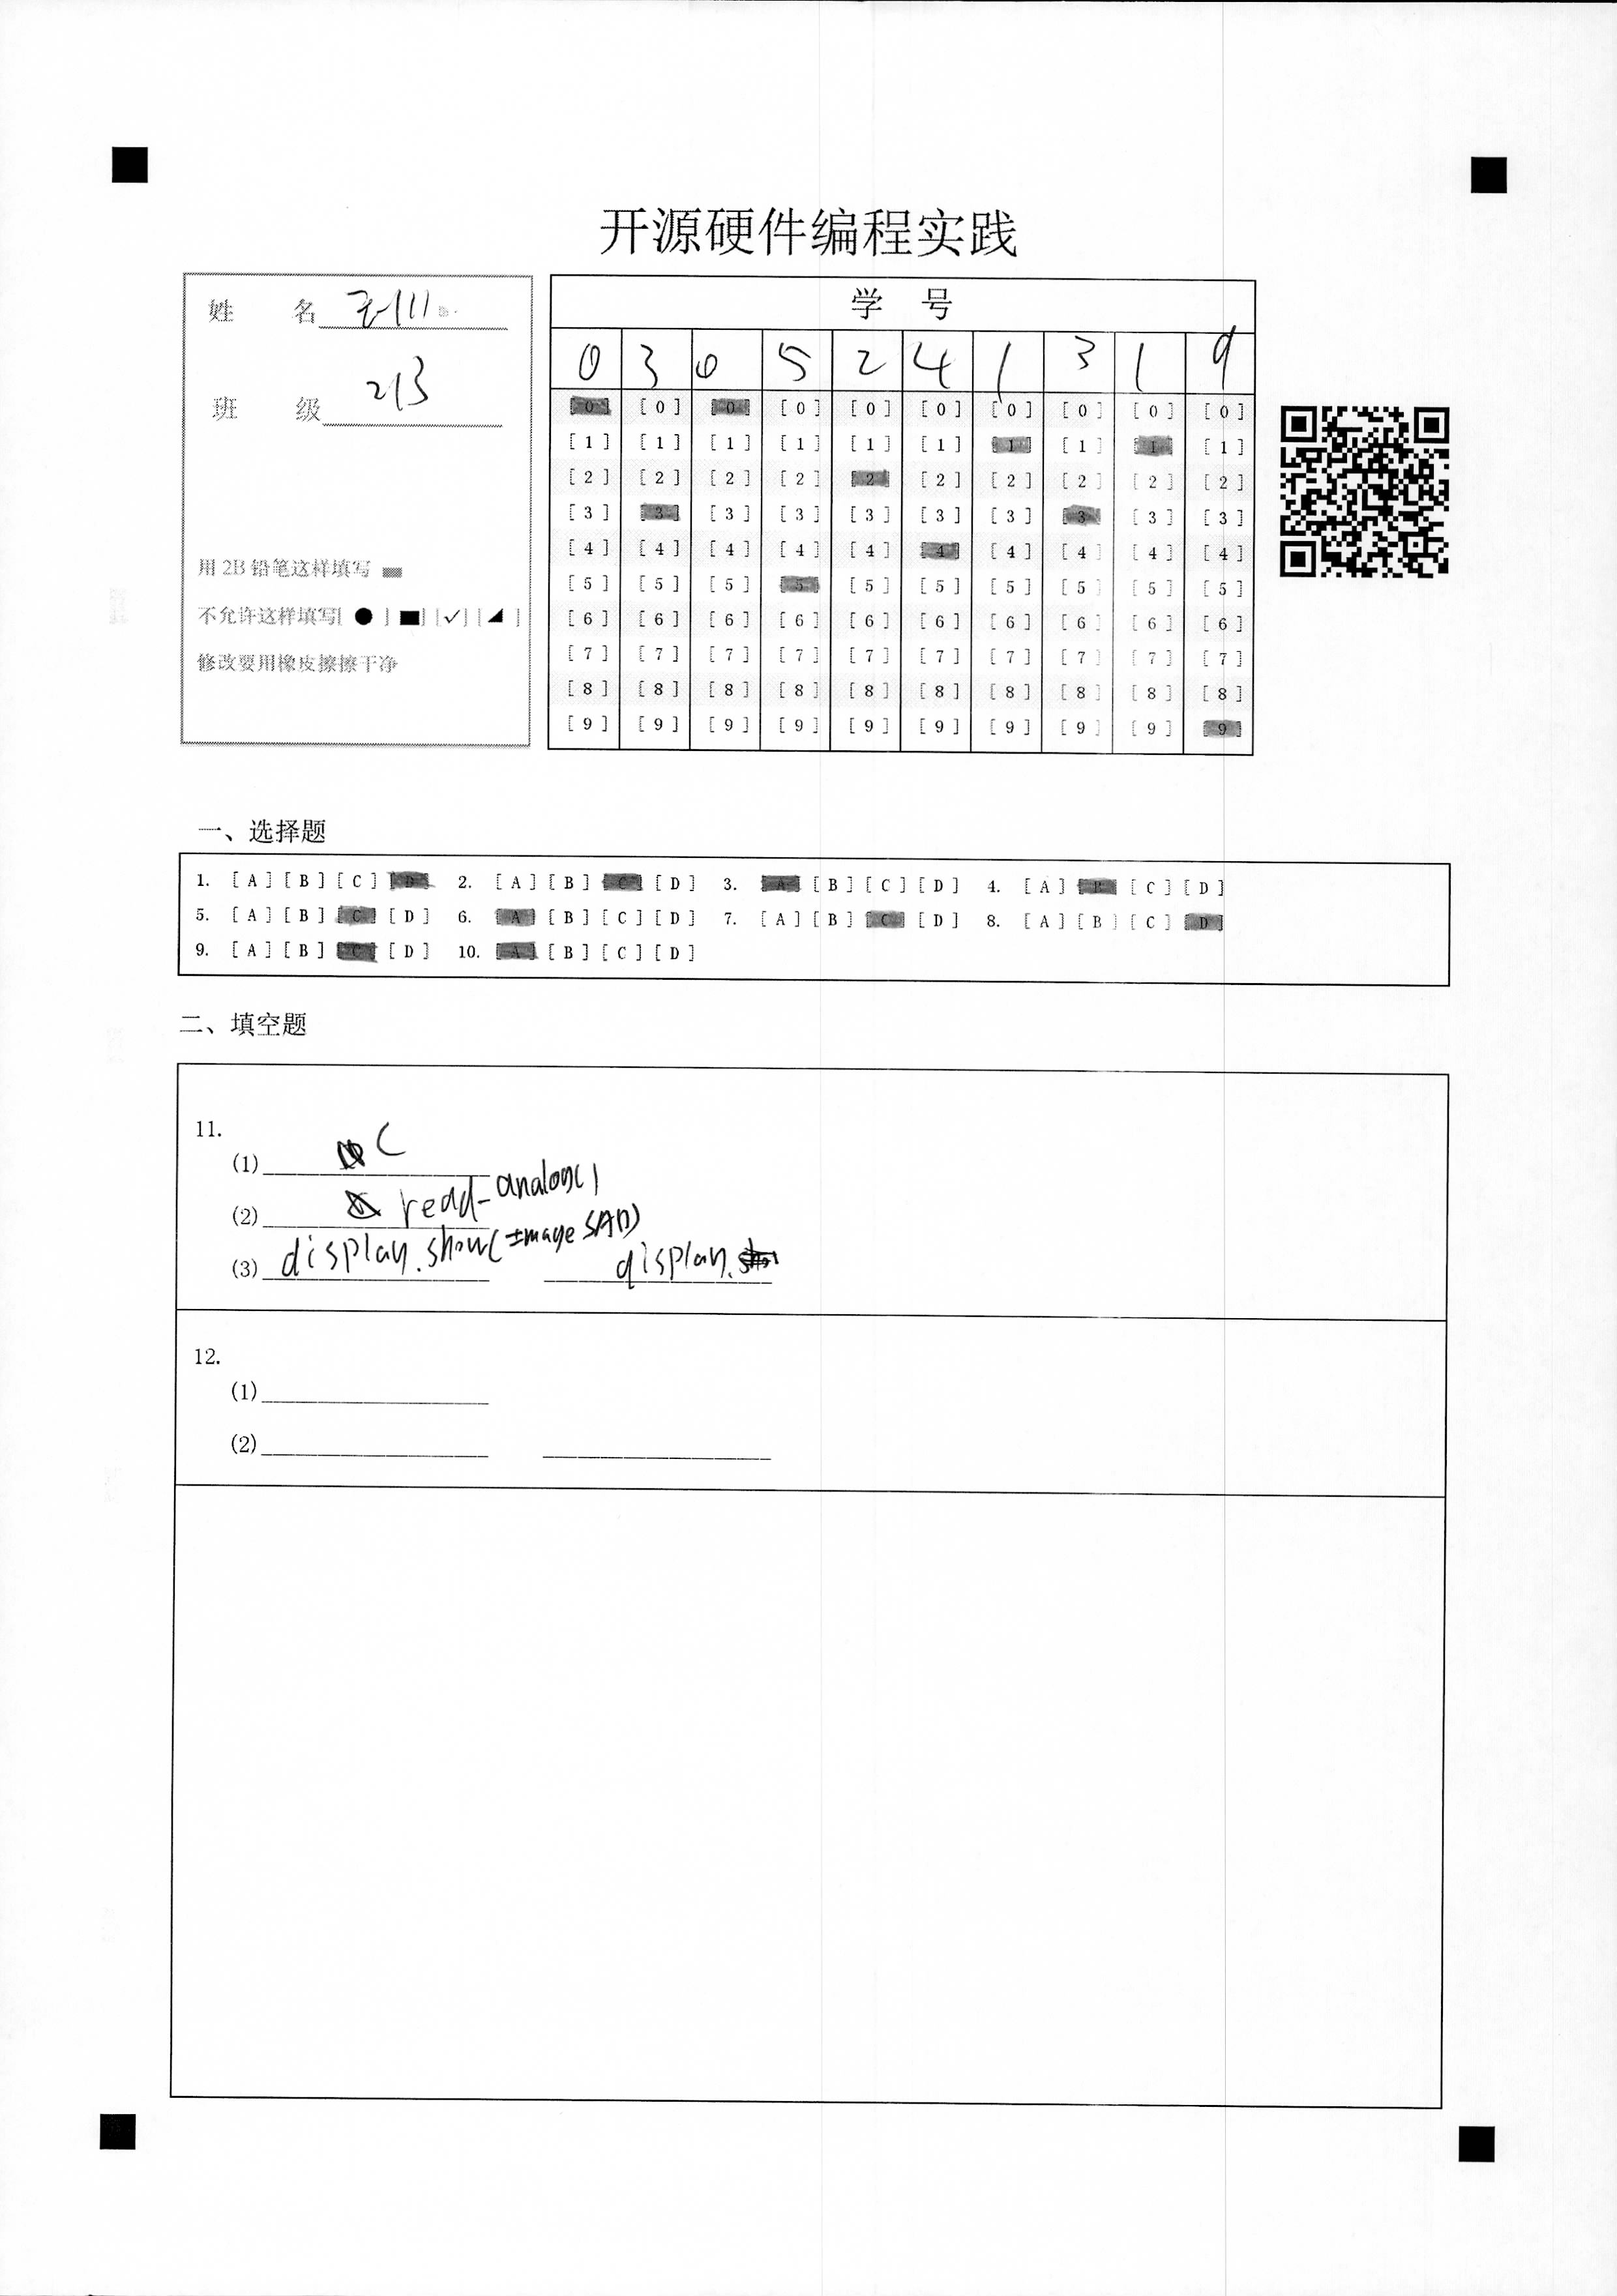 开源硬件编程实践
姓 名
班 级 213
用 2B 铅笔这样填写
不允许这样填写[ ● ] [■] [✓] [◢ ]
修改要用橡皮擦擦干净
学 号
0 3 0 5 2 4 1 3 1 9
[0] [0] [0] [0] [0] [0] [0] [0] [0] [0]
[1] [1] [1] [1] [1] [1] [1] [1] [1] [1]
[2] [2] [2] [2] [2] [2] [2] [2] [2] [2]
[3] [3] [3] [3] [3] [3] [3] [3] [3] [3]
[4] [4] [4] [4] [4] [4] [4] [4] [4] [4]
[5] [5] [5] [5] [5] [5] [5] [5] [5] [5]
[6] [6] [6] [6] [6] [6] [6] [6] [6] [6]
[7] [7] [7] [7] [7] [7] [7] [7] [7] [7]
[8] [8] [8] [8] [8] [8] [8] [8] [8] [8]
[9] [9] [9] [9] [9] [9] [9] [9] [9] [9]
一、选择题
1. [A] [B] [C] [D] 2. [A] [B] [C] [D] 3. [A] [B] [C] [D] 4. [A] [B] [C] [D]
5. [A] [B] [C] [D] 6. [A] [B] [C] [D] 7. [A] [B] [C] [D] 8. [A] [B] [C] [D]
9. [A] [B] [C] [D] 10. [A] [B] [C] [D]
二、填空题
11.
(1) C
(2) read_analog()
(3) display.show(Image SAD) display.
12.
(1)
(2)